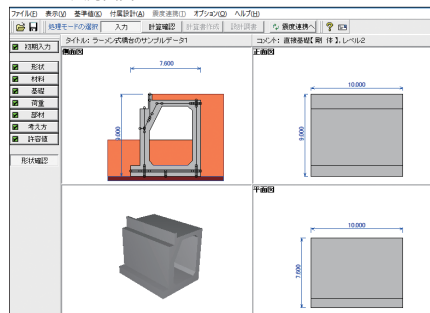 ファイル(F) 表示(V) 基準値(K) 付属設計(A) 震度連携(T) オプション(O) ヘルプ(H)
処理モードの選択 入力 計算確認 計算書作成 設計調書 震度連携へ
初期入力
形状
材料
基礎
荷重
部材
考え方
許容値
形状確認
タイトル: ラーメン式橋台のサンプルデータ1
コメント: 直接基礎【 剛 体 】、レベル2
側面図
7.600
9.000
正面図
10.000
9.000
平面図
10.000
7.600